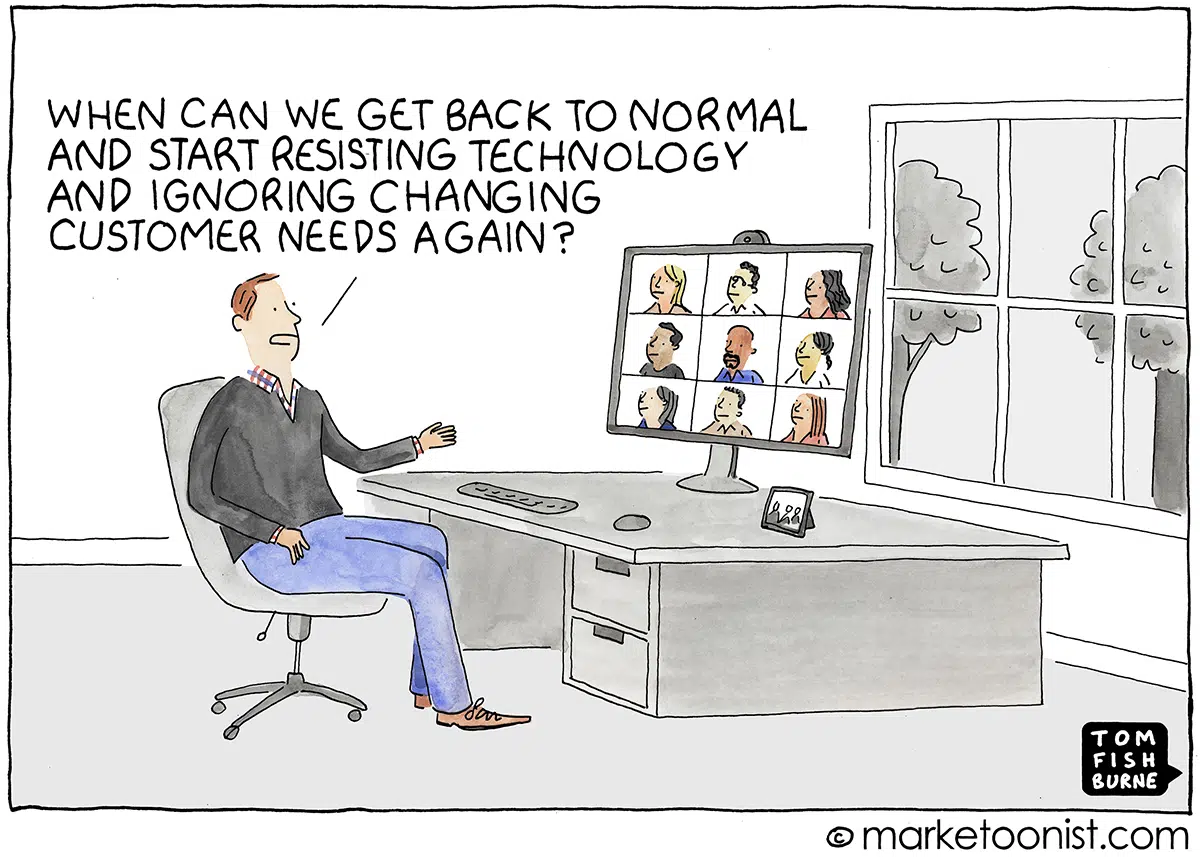 WHEN CAN WE GET BACK TO NORMAL
AND START RESISTING TECHNOLOGY
AND IGNORING CHANGING
CUSTOMER NEEDS AGAIN?
TOM
FISH
BURNE
© marketoonist.com